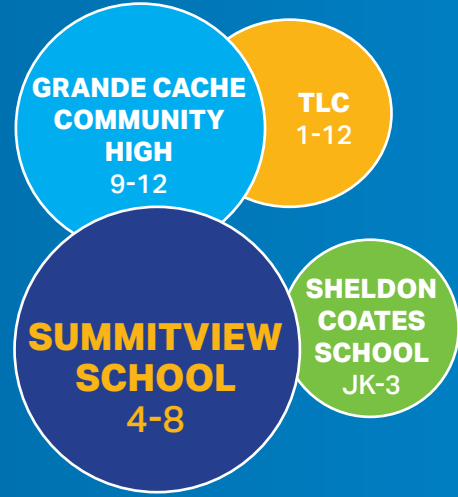 GRANDE CACHE
COMMUNITY
HIGH
9-12
TLC
1-12
SUMMITVIEW
SCHOOL
4-8
SHELDON
COATES
SCHOOL
JK-3